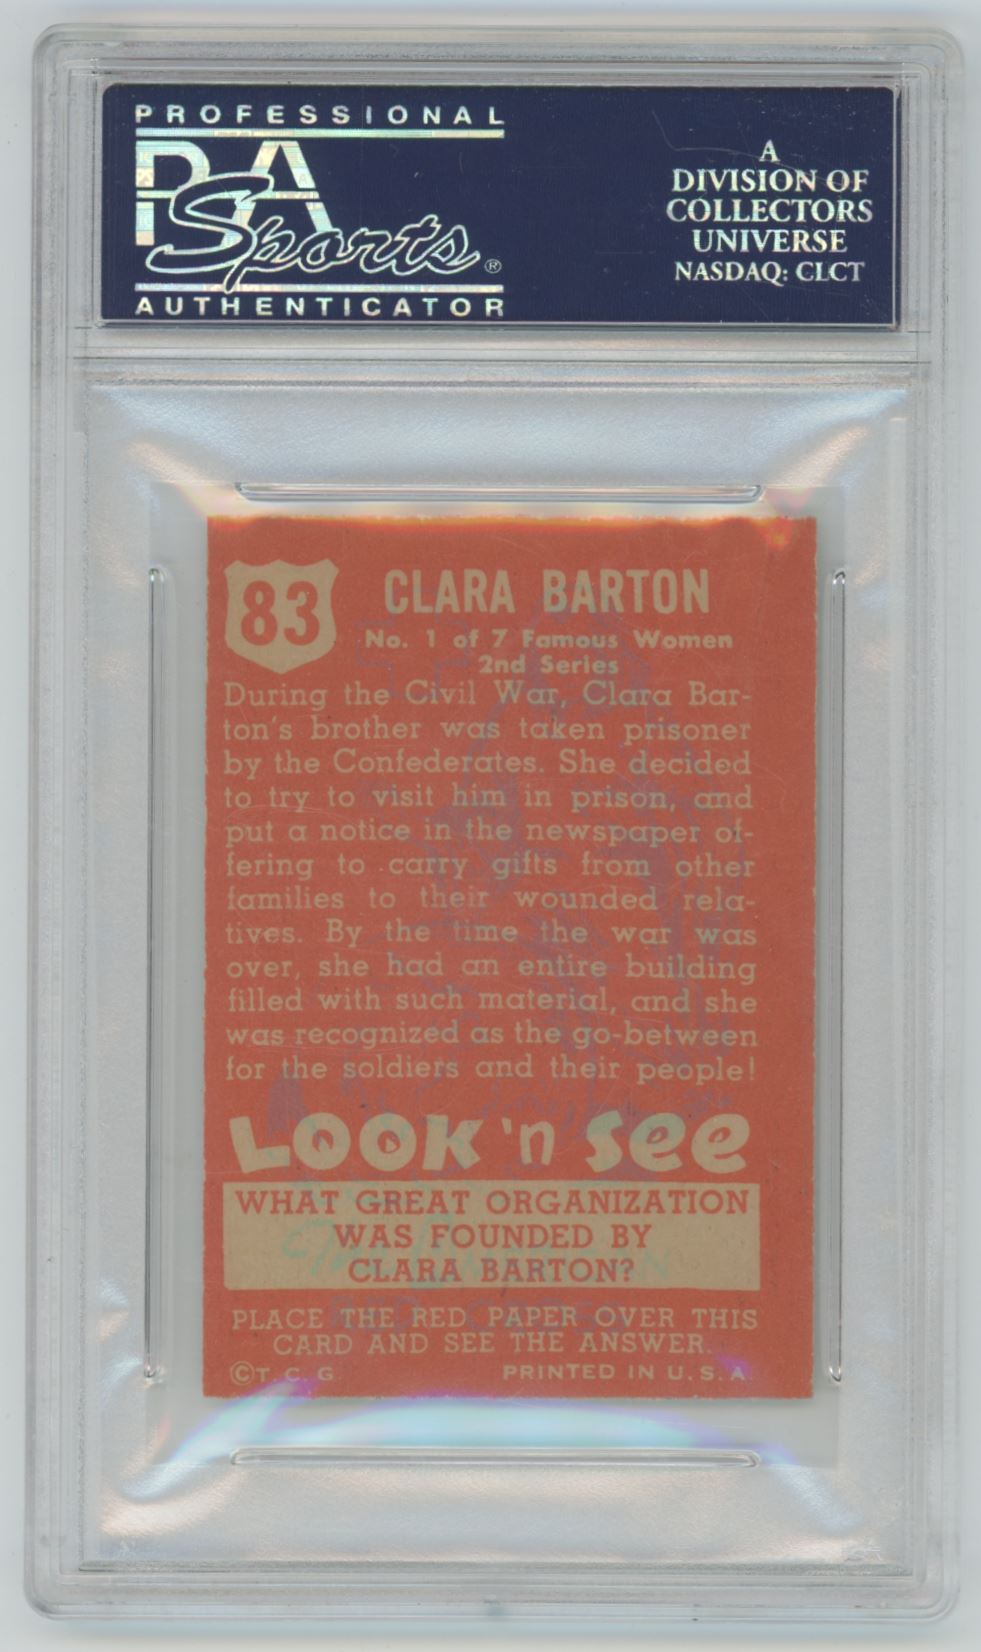 PROFESSIONAL
PSA
Sports®
AUTHENTICATOR
A
DIVISION OF
COLLECTORS
UNIVERSE
NASDAQ: CLCT
83
CLARA BARTON
No. 1 of 7 Famous Women
2nd Series
During the Civil War, Clara Bar-
ton's brother was taken prisoner
by the Confederates. She decided
to try to visit him in prison, and
put a notice in the newspaper of-
fering to carry gifts from other
families to their wounded rela-
tives. By the time the war was
over, she had an entire building
filled with such material, and she
was recognized as the go-between
for the soldiers and their people!
LOOK 'n SEE
WHAT GREAT ORGANIZATION
WAS FOUNDED BY
CLARA BARTON?
PLACE THE RED PAPER OVER THIS
CARD AND SEE THE ANSWER.
©T. C. G. PRINTED IN U. S. A.